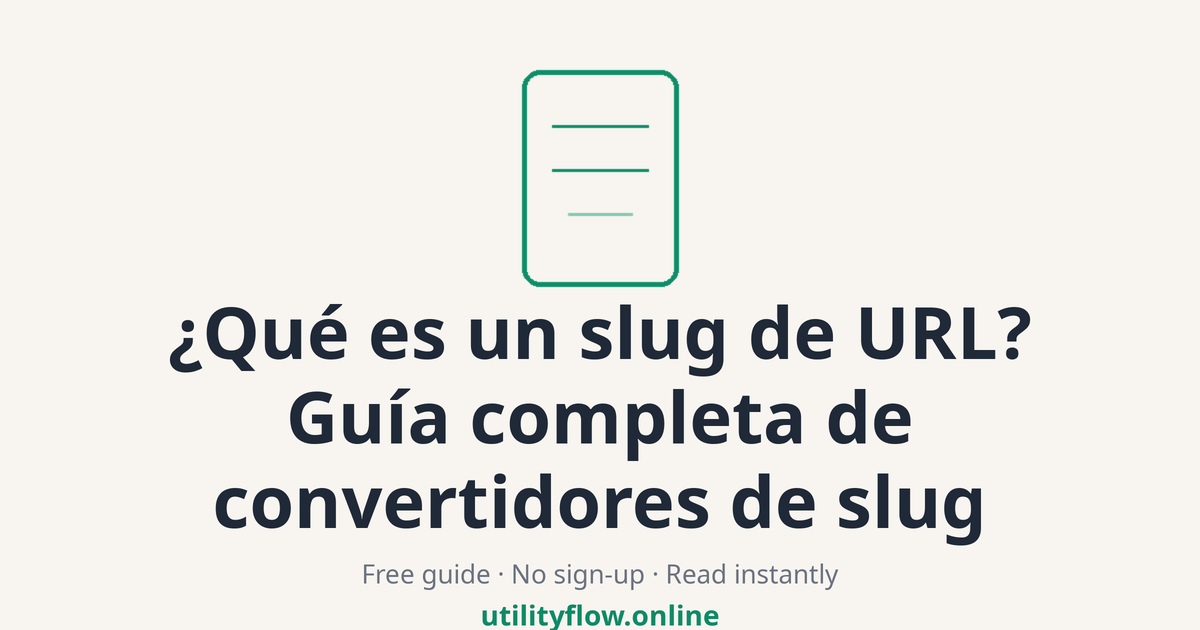 ¿Qué es un slug de URL?
Guía completa de
convertidores de slug
Free guide · No sign-up · Read instantly
utilityflow.online